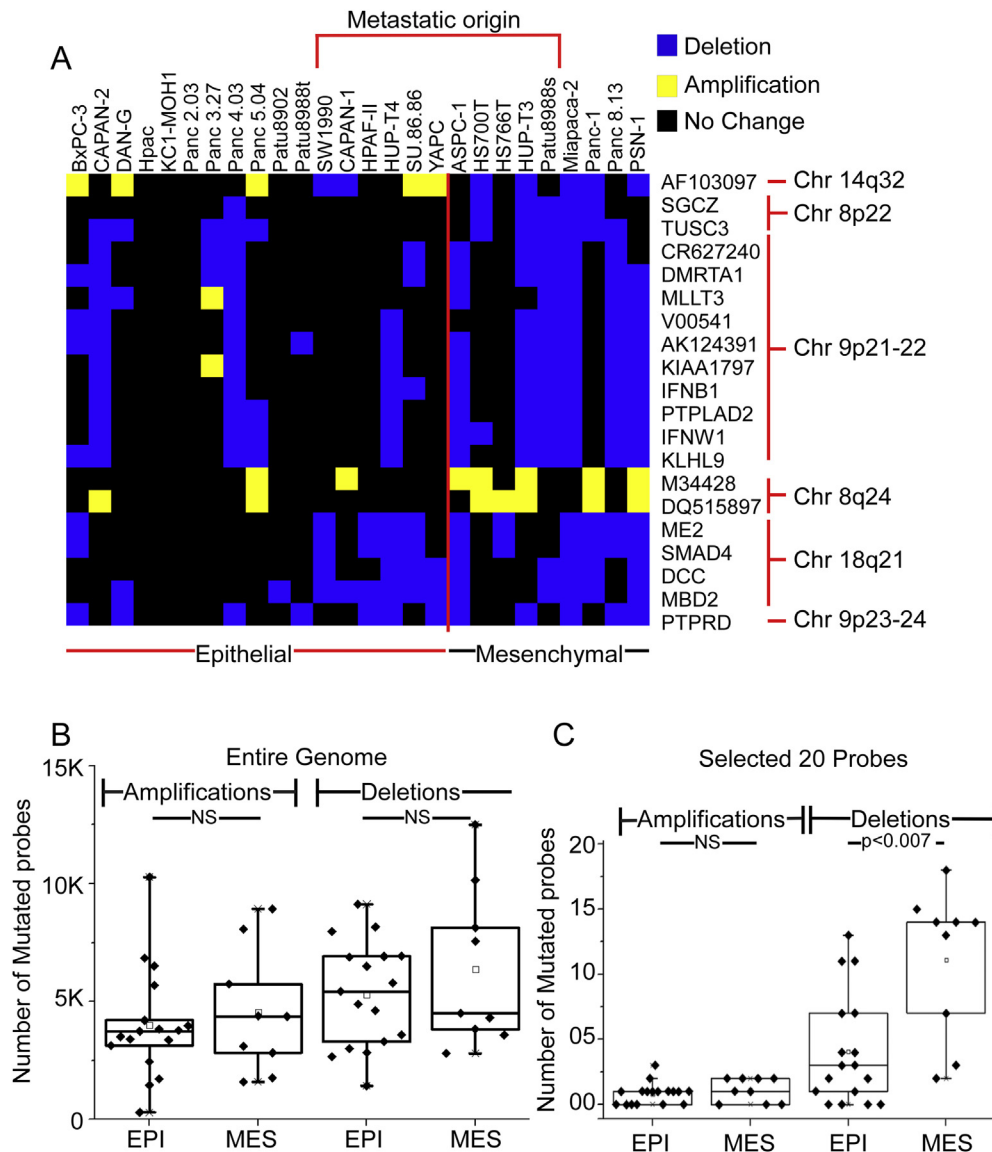 A
Metastatic origin
Deletion
Amplification
No Change
BxPC-3
CAPAN-2
DAN-G
Hpac
KC1-MOH1
Panc 2.03
Panc 3.27
Panc 4.03
Panc 5.04
Patu8902
Patu8988t
SW1990
CAPAN-1
HPAF-II
HUP-T4
SU.86.86
YAPC
ASPC-1
HS700T
HS766T
HUP-T3
Patu8988s
Miapaca-2
Panc-1
Panc 8.13
PSN-1
AF103097
SGCZ
TUSC3
CR627240
DMRTA1
MLLT3
V00541
AK124391
KIAA1797
IFNB1
PTPLAD2
IFNW1
KLHL9
M34428
DQ515897
ME2
SMAD4
DCC
MBD2
PTPRD
Chr 14q32
Chr 8p22
Chr 9p21-22
Chr 8q24
Chr 18q21
Chr 9p23-24
Epithelial
Mesenchymal
B
Entire Genome
Amplifications
Deletions
NS
NS
Number of Mutated probes
15K
10K
5K
0
EPI
MES
EPI
MES
C
Selected 20 Probes
Amplifications
Deletions
NS
p<0.007
Number of Mutated probes
20
15
10
05
00
EPI
MES
EPI
MES